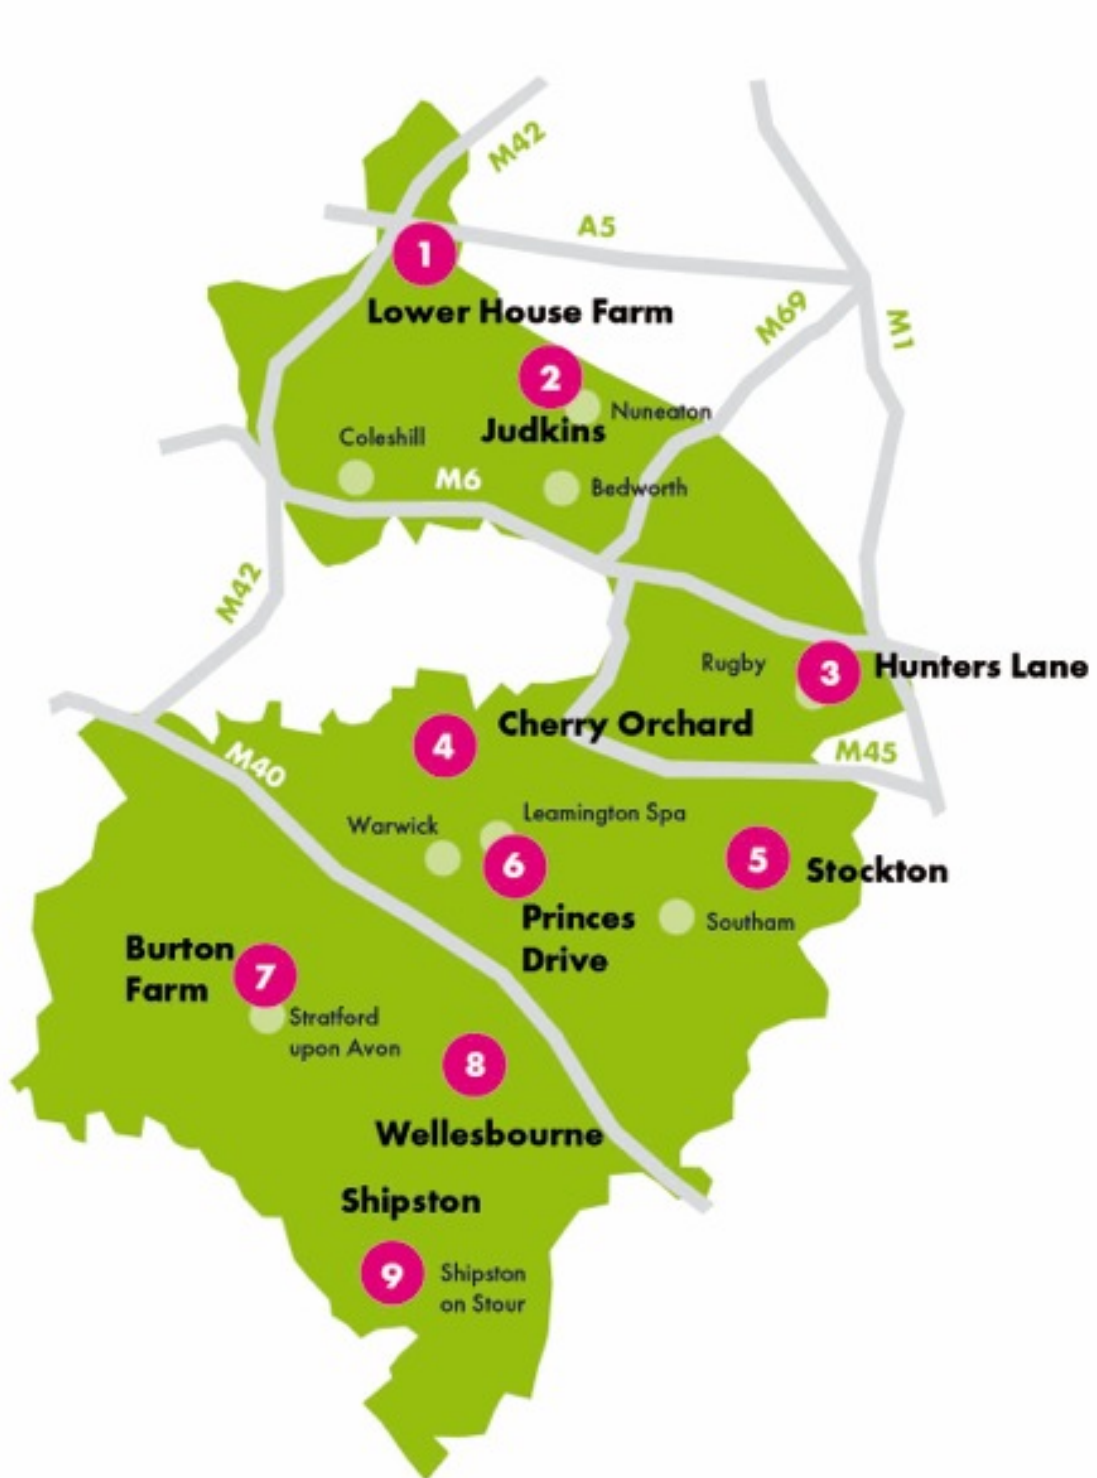 M42
A5
1
Lower House Farm
M69
M1
2
Nuneaton
Judkins
Coleshill
M6
Bedworth
M42
Rugby
3
Hunters Lane
Cherry Orchard
4
M45
M40
Leamington Spa
Warwick
6
5
Stockton
Princes
Drive
Southam
Burton
Farm
7
Stratford
upon Avon
8
Wellesbourne
Shipston
9
Shipston
on Stour